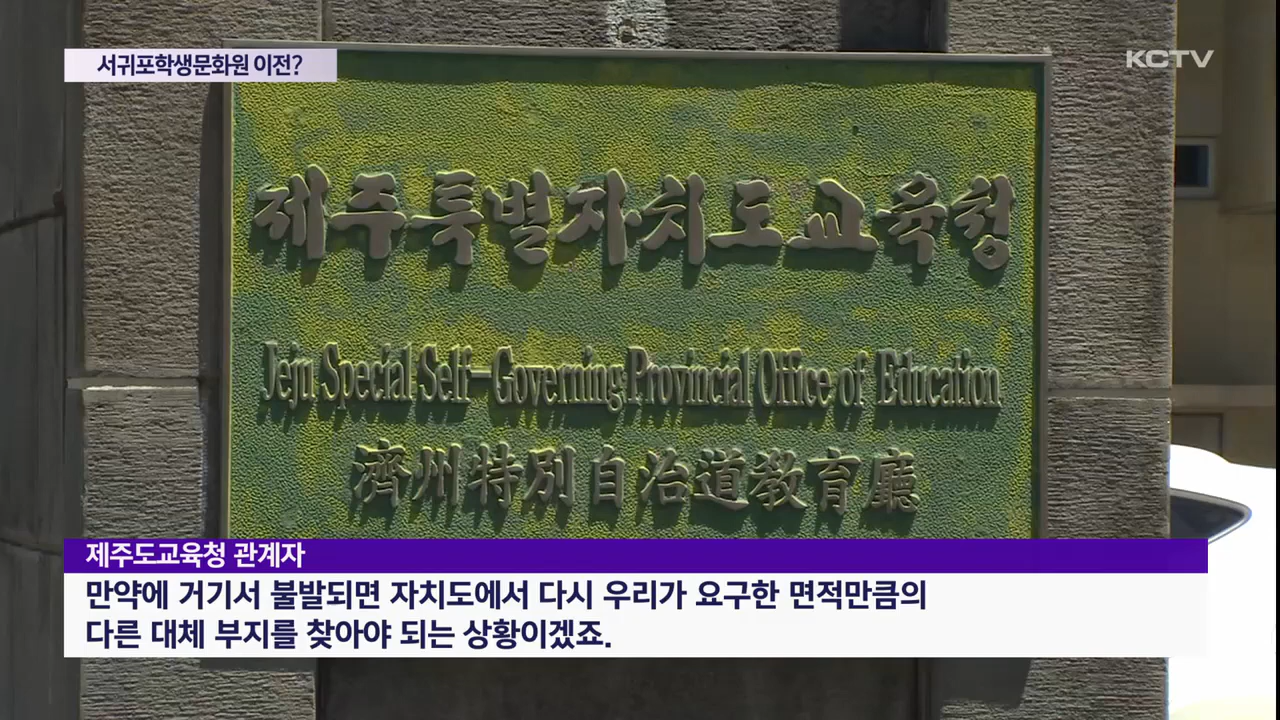 서귀포학생문화원 이전?
KCTV
제주특별자치도교육청
Jeju Special Self-Governing Provincial Office of Education
濟州特別自治道教育廳
제주도교육청 관계자
만약에 거기서 불발되면 자치도에서 다시 우리가 요구한 면적만큼의
다른 대체 부지를 찾아야 되는 상황이겠죠.